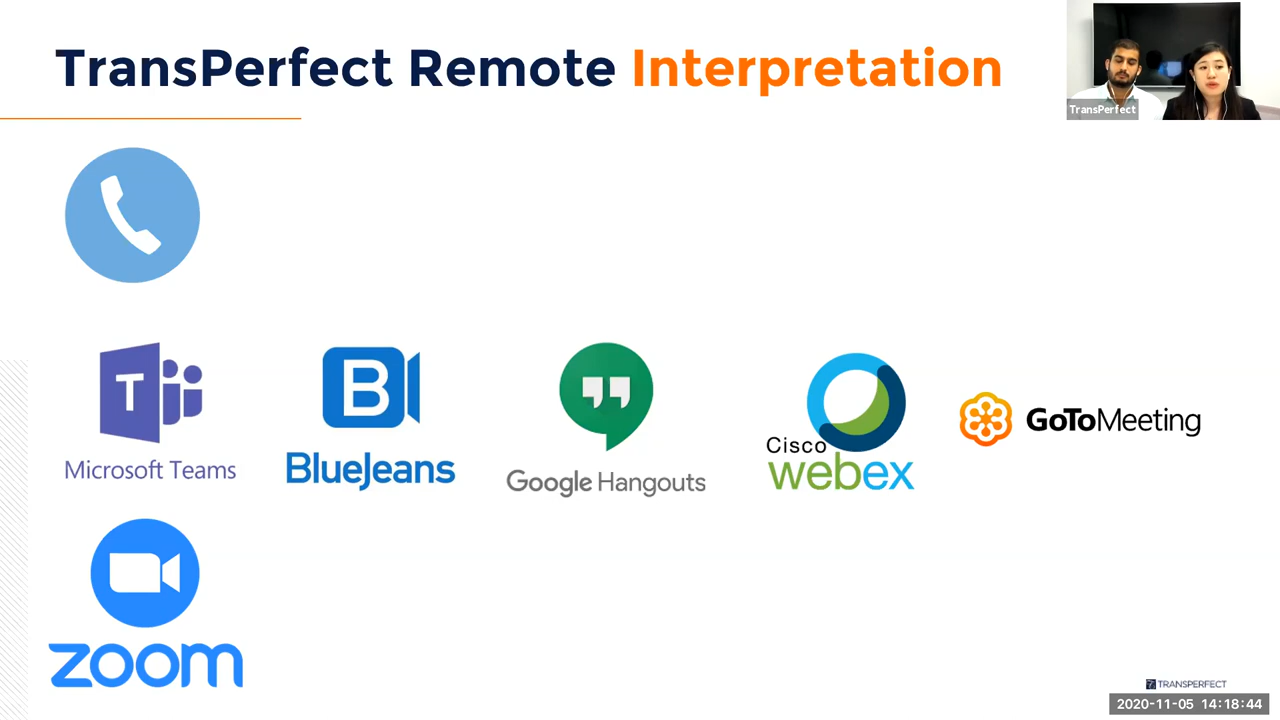 TransPerfect Remote Interpretation
TransPerfect
T
Microsoft Teams
B
BlueJeans
Google Hangouts
Cisco
webex
GoToMeeting
zoom
TRANSPERFECT
2020-11-05 14:18:44